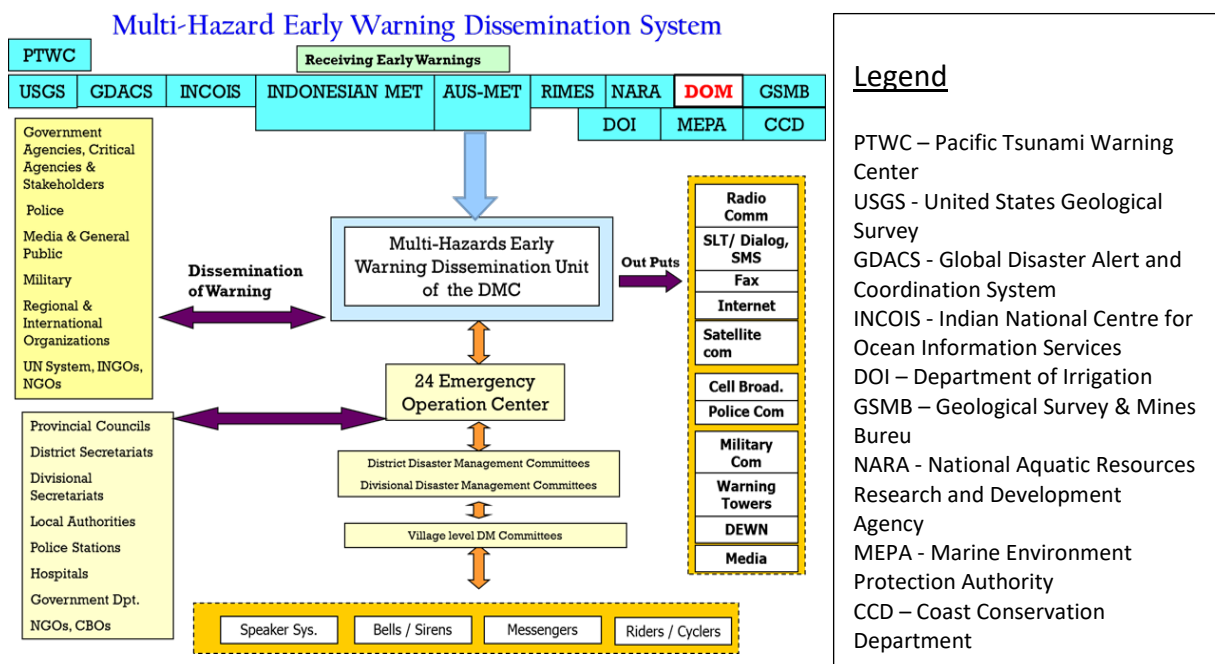 Multi-Hazard Early Warning Dissemination System
PTWC
Receiving Early Warnings
USGS
GDACS
INCOIS
INDONESIAN MET
AUS-MET
RIMES
NARA
DOM
GSMB
DOI
MEPA
CCD
Government
Agencies, Critical
Agencies &
Stakeholders
Police
Media & General
Public
Military
Regional &
International
Organizations
UN System, INGOs,
NGOs
Dissemination
of Warning
Multi-Hazards Early
Warning Dissemination Unit
of the DMC
Out Puts
Radio
Comm
SLT/ Dialog,
SMS
Fax
Internet
Satellite
com
Cell Broad.
Police Com
Military
Com
Warning
Towers
DEWN
Media
24 Emergency
Operation Center
Provincial Councils
District Secretariats
Divisional
Secretariats
Local Authorities
Police Stations
Hospitals
Government Dpt.
NGOs, CBOs
District Disaster Management Committees
Divisional Disaster Management Committees
Village level DM Committees
Speaker Sys.
Bells / Sirens
Messengers
Riders / Cyclers
Legend
PTWC – Pacific Tsunami Warning
Center
USGS - United States Geological
Survey
GDACS - Global Disaster Alert and
Coordination System
INCOIS - Indian National Centre for
Ocean Information Services
DOI – Department of Irrigation
GSMB – Geological Survey & Mines
Bureu
NARA - National Aquatic Resources
Research and Development
Agency
MEPA - Marine Environment
Protection Authority
CCD – Coast Conservation
Department